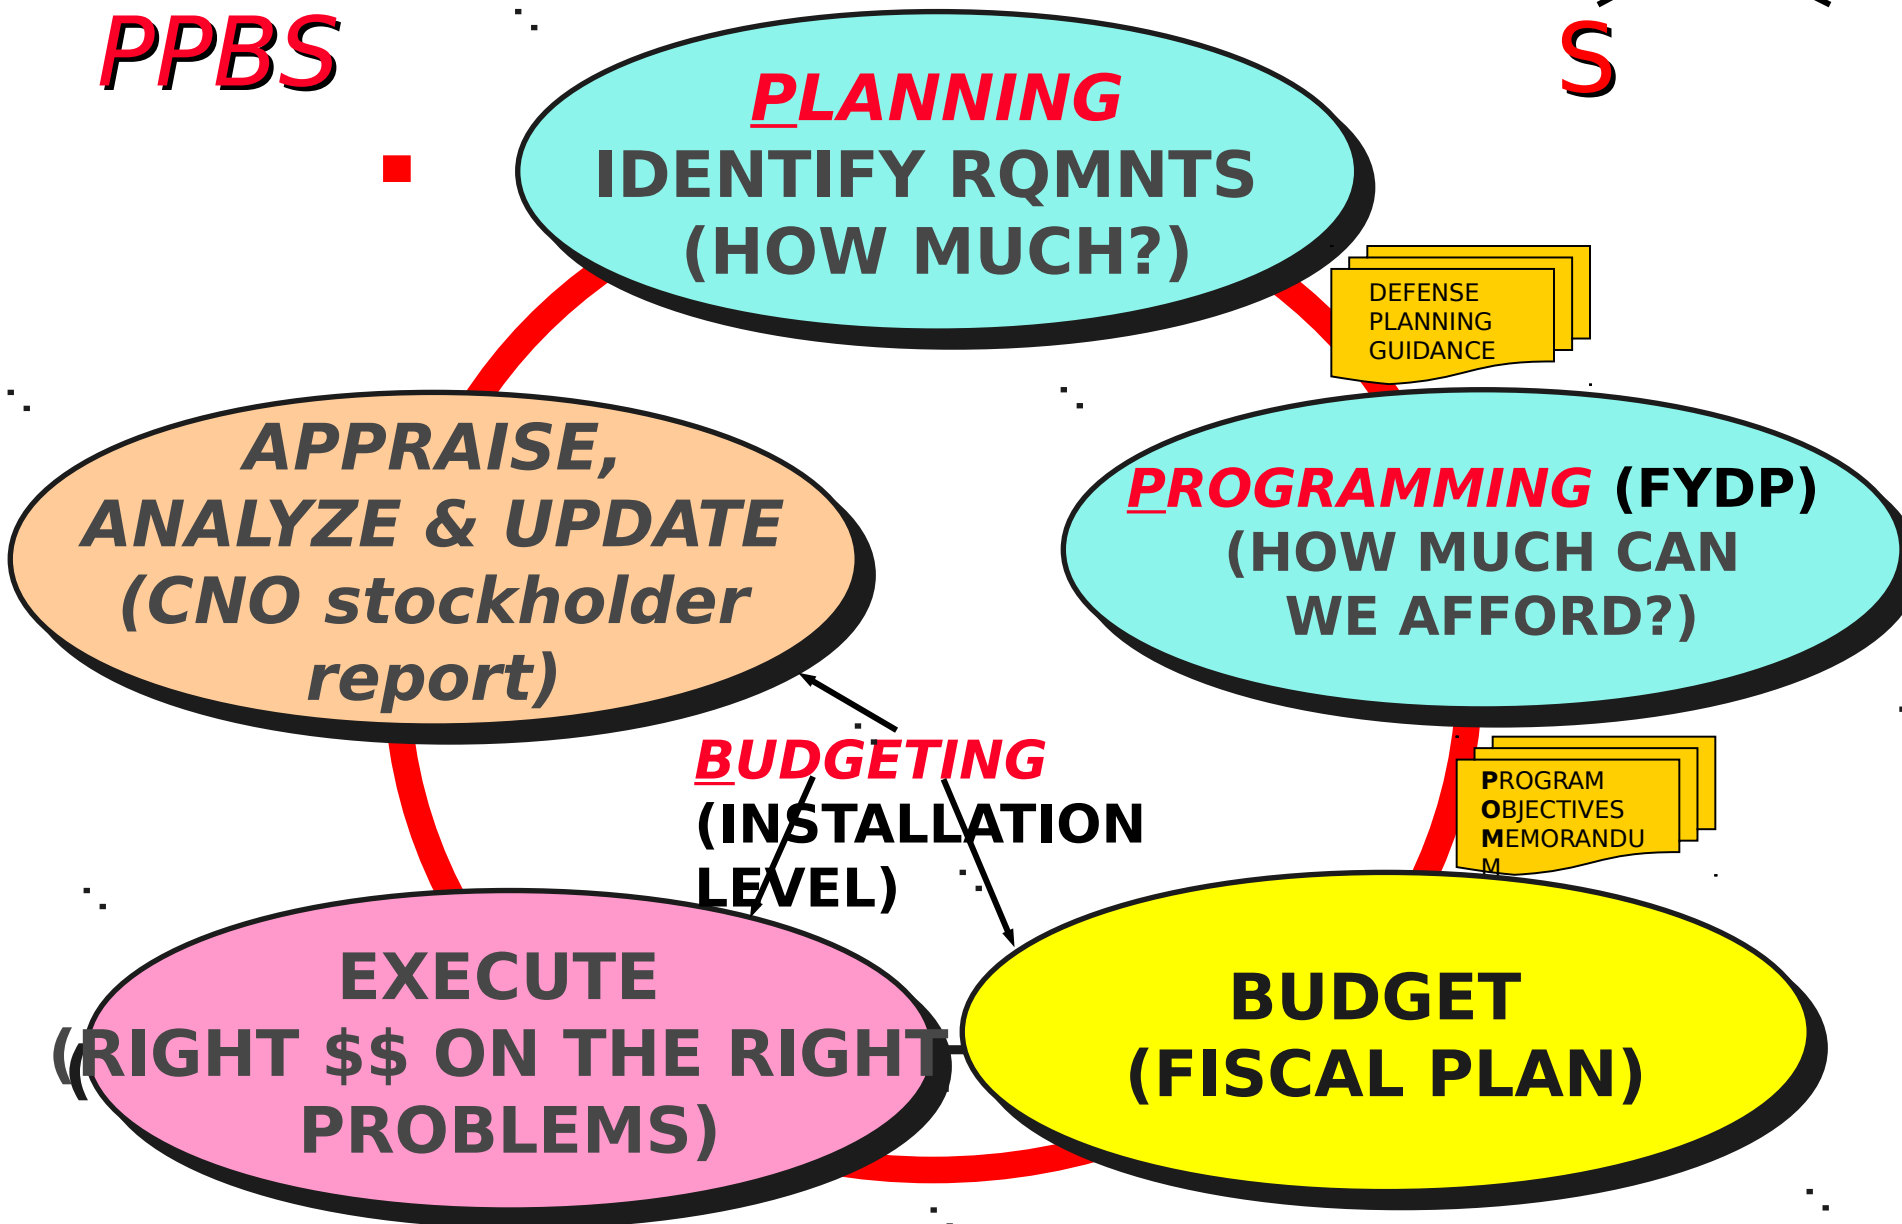 PPBS
S
PLANNING
IDENTIFY RQMNTS
(HOW MUCH?)
DEFENSE
PLANNING
GUIDANCE
APPRAISE,
ANALYZE & UPDATE
(CNO stockholder
report)
PROGRAMMING (FYDP)
(HOW MUCH CAN
WE AFFORD?)
BUDGETING
(INSTALLATION
LEVEL)
PROGRAM
OBJECTIVES
MEMORANDU
M
EXECUTE
(RIGHT $$ ON THE RIGHT
PROBLEMS)
BUDGET
(FISCAL PLAN)